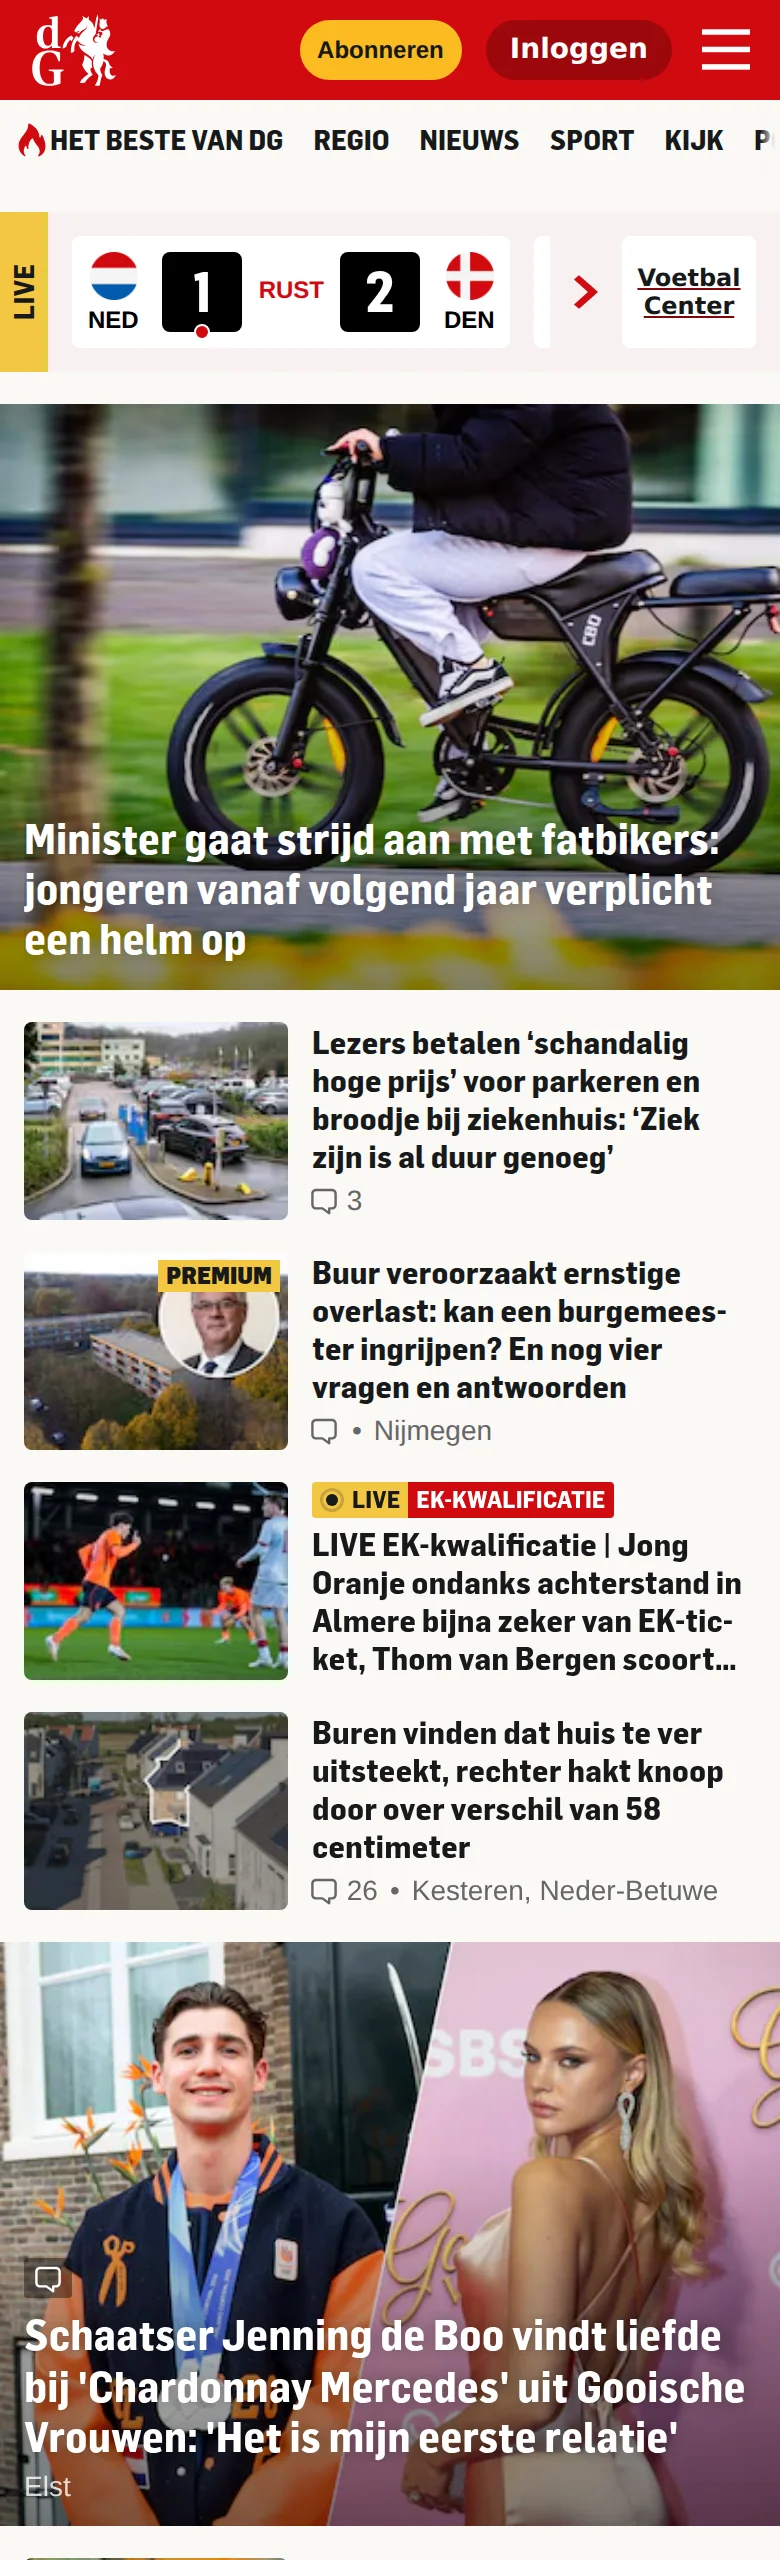 dG
Abonneren
Inloggen
HET BESTE VAN DG
REGIO
NIEUWS
SPORT
KIJK
LIVE
NED
1
RUST
2
DEN
Voetbal
Center
CBO
Minister gaat strijd aan met fatbikers:
jongeren vanaf volgend jaar verplicht
een helm op
Lezers betalen ‘schandalig
hoge prijs’ voor parkeren en
broodje bij ziekenhuis: ‘Ziek
zijn is al duur genoeg’
3
PREMIUM
Buur veroorzaakt ernstige
overlast: kan een burgemees-
ter ingrijpen? En nog vier
vragen en antwoorden
• Nijmegen
LIVE EK-KWALIFICATIE
LIVE EK-kwalificatie | Jong
Oranje ondanks achterstand in
Almere bijna zeker van EK-tic-
ket, Thom van Bergen scoort...
Buren vinden dat huis te ver
uitsteekt, rechter hakt knoop
door over verschil van 58
centimeter
26 • Kesteren, Neder-Betuwe
SBS
Schaatser Jenning de Boo vindt liefde
bij 'Chardonnay Mercedes' uit Gooische
Vrouwen: 'Het is mijn eerste relatie'
Elst